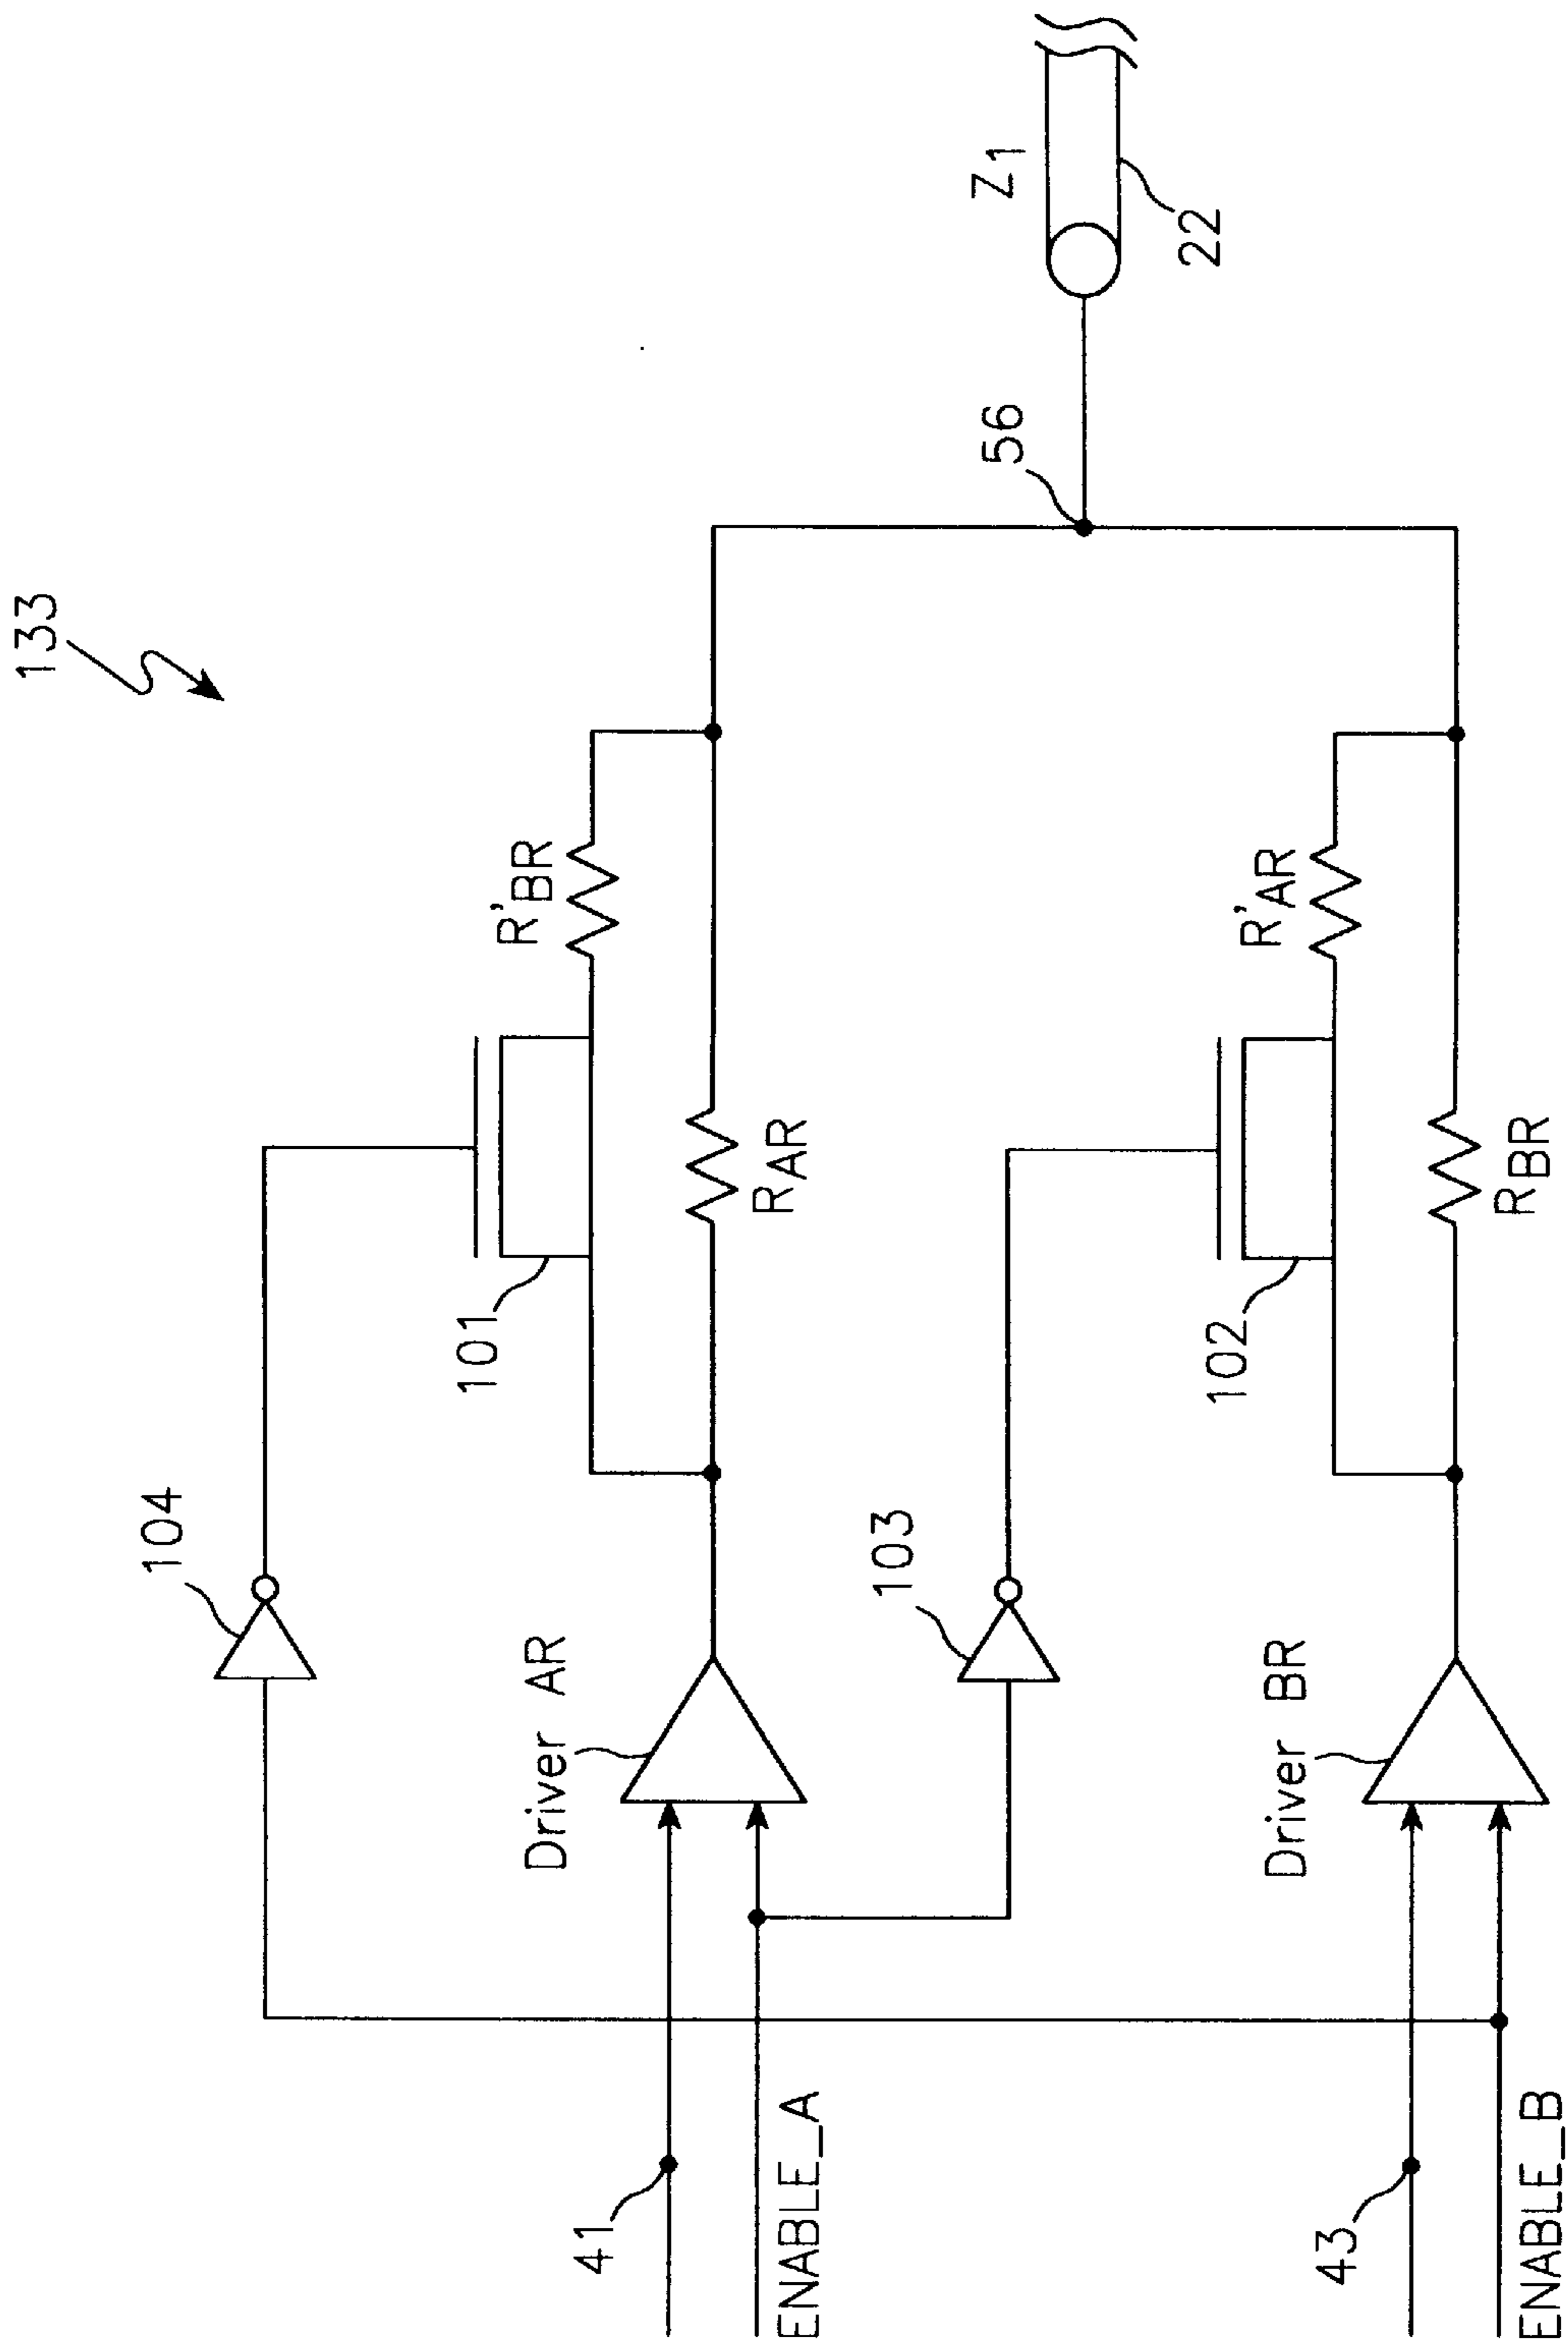 133
104
101
R'BR
Driver AR
RAR
41
ENABLE_A
56
Z1
22
103
102
R'AR
Driver BR
RBR
43
ENABLE_B